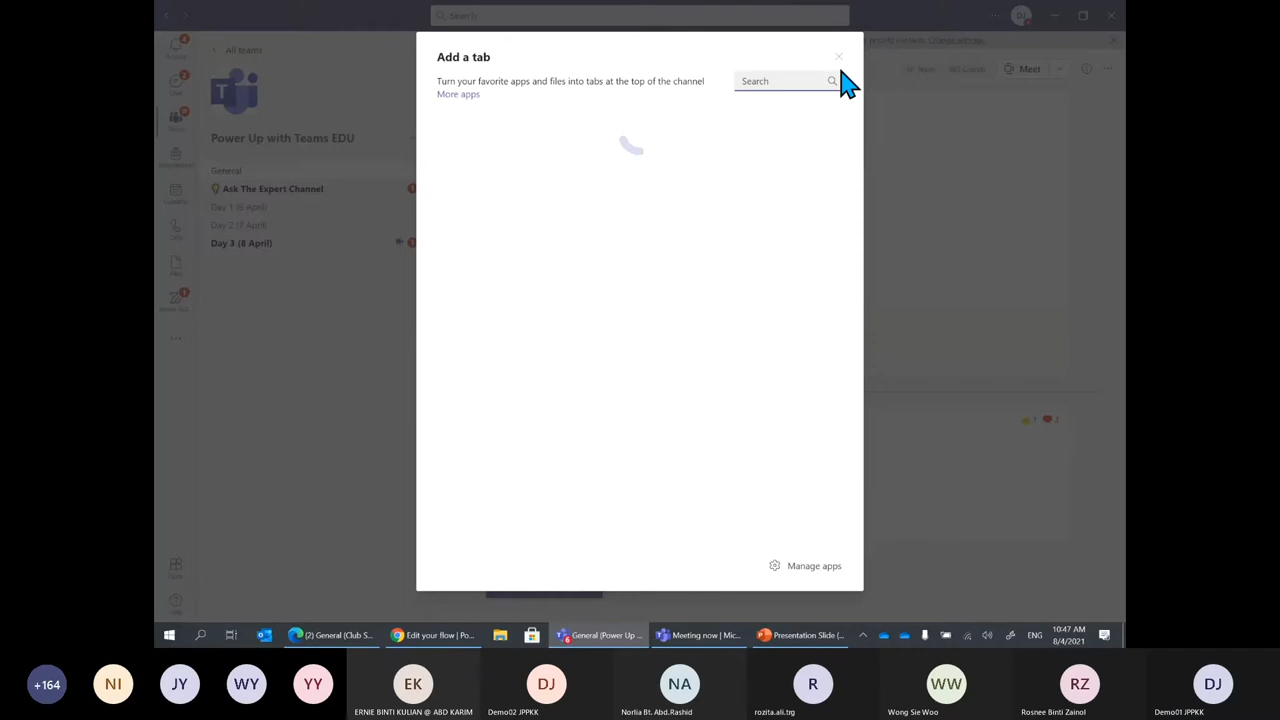 Search
DJ
All teams
Power Up with Teams EDU
General
Ask The Expert Channel
Day 1 (6 April)
Day 2 (7 April)
Day 3 (8 April)
Add a tab
Turn your favorite apps and files into tabs at the top of the channel
More apps
Search
Meet
Manage apps
(2) General (Club S...
Edit your flow | Po...
General (Power Up ...
Meeting now | Mic...
Presentation Slide (...
ENG
10:47 AM
8/4/2021
+164
NI
JY
WY
YY
EK
ERNIE BINTI KULIAN @ ABD KARIM
DJ
Demo02 JPPKK
NA
Norlia Bt. Abd.Rashid
R
rozita.ali.trg
WW
Wong Sie Woo
RZ
Rosnee Binti Zainol
DJ
Demo01 JPPKK